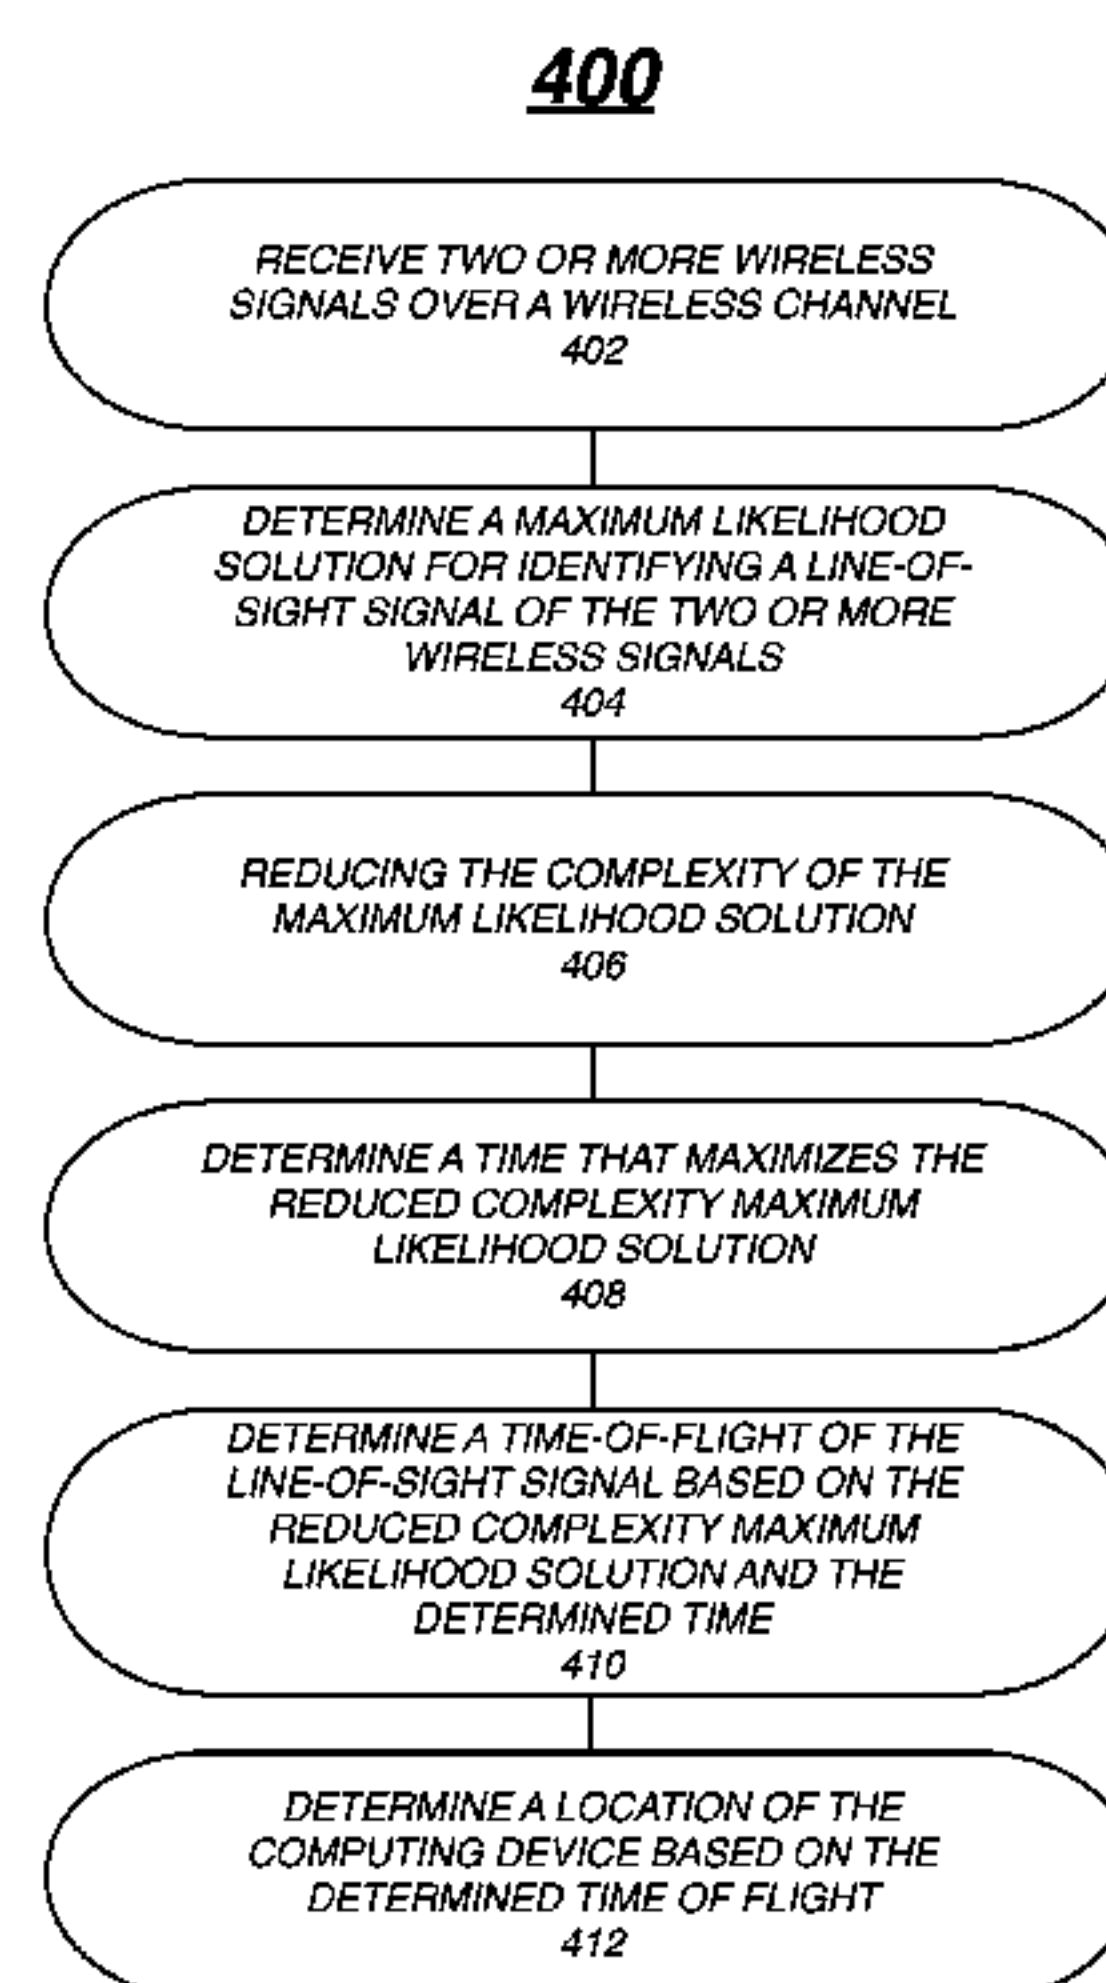 400
RECEIVE TWO OR MORE WIRELESS
SIGNALS OVER A WIRELESS CHANNEL
402
DETERMINE A MAXIMUM LIKELIHOOD
SOLUTION FOR IDENTIFYING A LINE-OF-
SIGHT SIGNAL OF THE TWO OR MORE
WIRELESS SIGNALS
404
REDUCING THE COMPLEXITY OF THE
MAXIMUM LIKELIHOOD SOLUTION
406
DETERMINE A TIME THAT MAXIMIZES THE
REDUCED COMPLEXITY MAXIMUM
LIKELIHOOD SOLUTION
408
DETERMINE A TIME-OF-FLIGHT OF THE
LINE-OF-SIGHT SIGNAL BASED ON THE
REDUCED COMPLEXITY MAXIMUM
LIKELIHOOD SOLUTION AND THE
DETERMINED TIME
410
DETERMINE A LOCATION OF THE
COMPUTING DEVICE BASED ON THE
DETERMINED TIME OF FLIGHT
412